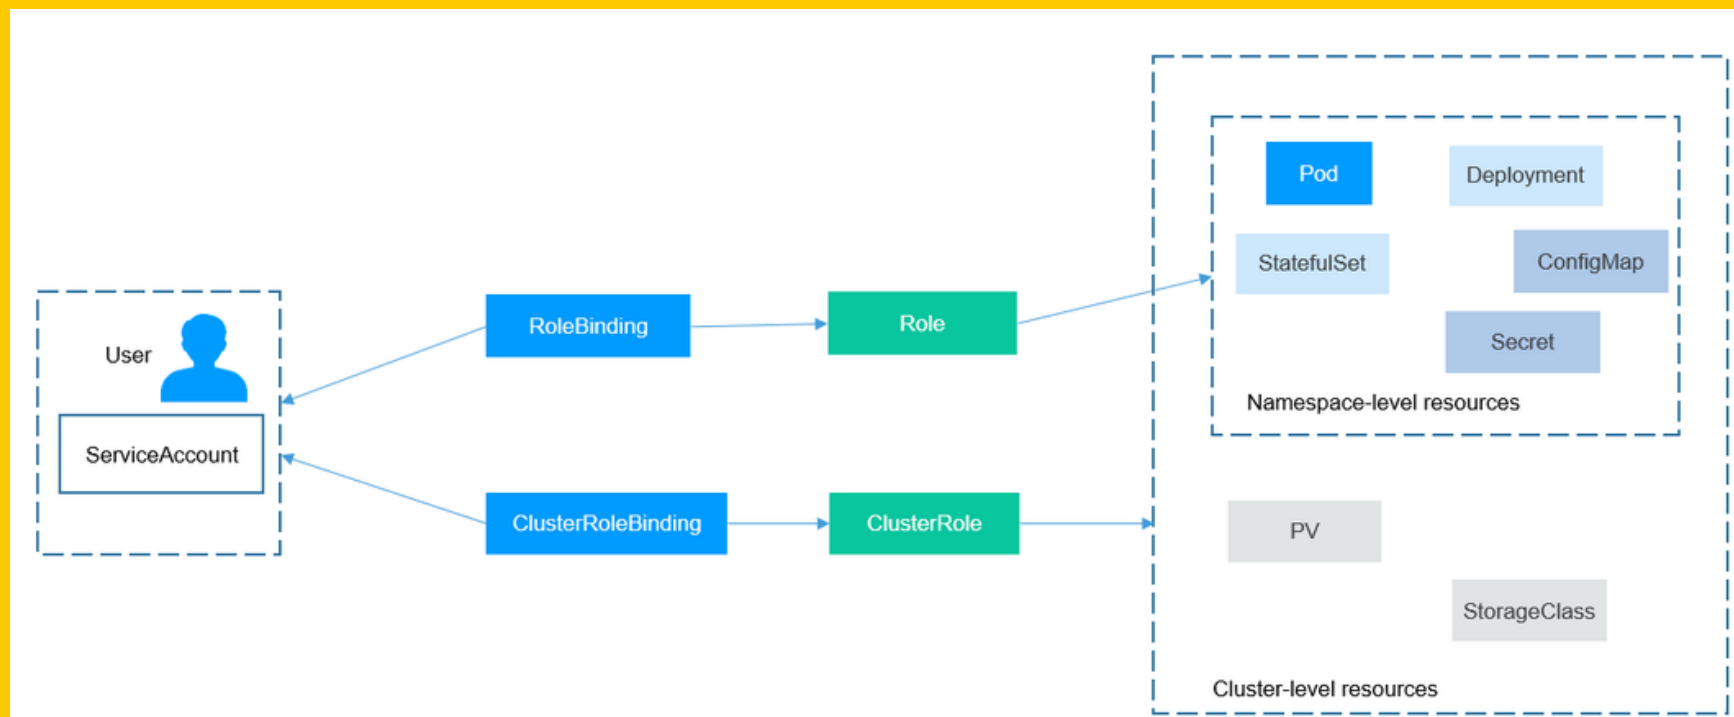 User
ServiceAccount
RoleBinding
Role
ClusterRoleBinding
ClusterRole
Pod
Deployment
StatefulSet
ConfigMap
Secret
Namespace-level resources
PV
StorageClass
Cluster-level resources